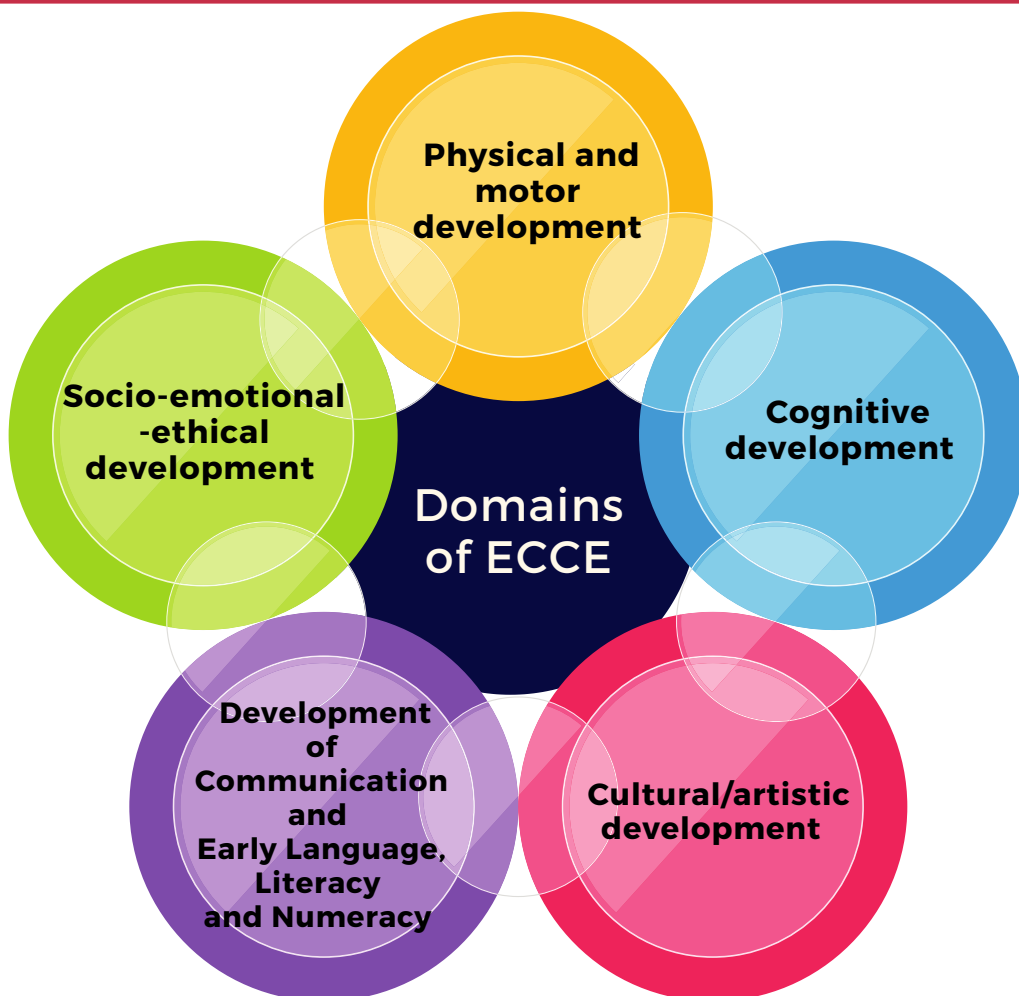 Physical and
motor
development
Socio-emotional
-ethical
development
Cognitive
development
Domains
of ECCE
Development
of
Communication
and
Early Language,
Literacy
and Numeracy
Cultural/artistic
development